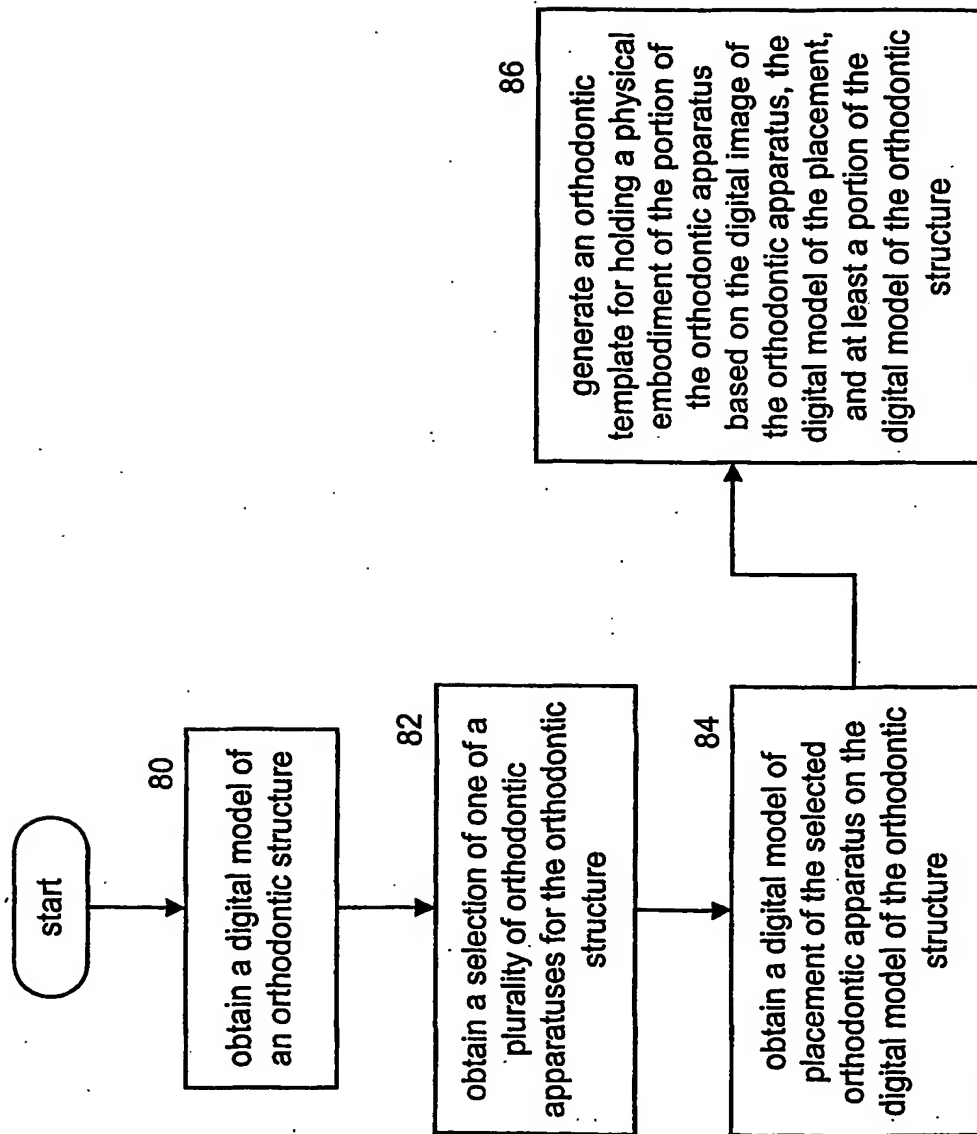 start
80
obtain a digital model of
an orthodontic structure
82
obtain a selection of one of a
plurality of orthodontic
apparatuses for the orthodontic
structure
84
obtain a digital model of
placement of the selected
orthodontic apparatus on the
digital model of the orthodontic
structure
86
generate an orthodontic
template for holding a physical
embodiment of the portion of
the orthodontic apparatus
based on the digital image of
the orthodontic apparatus, the
digital model of the placement,
and at least a portion of the
digital model of the orthodontic
structure